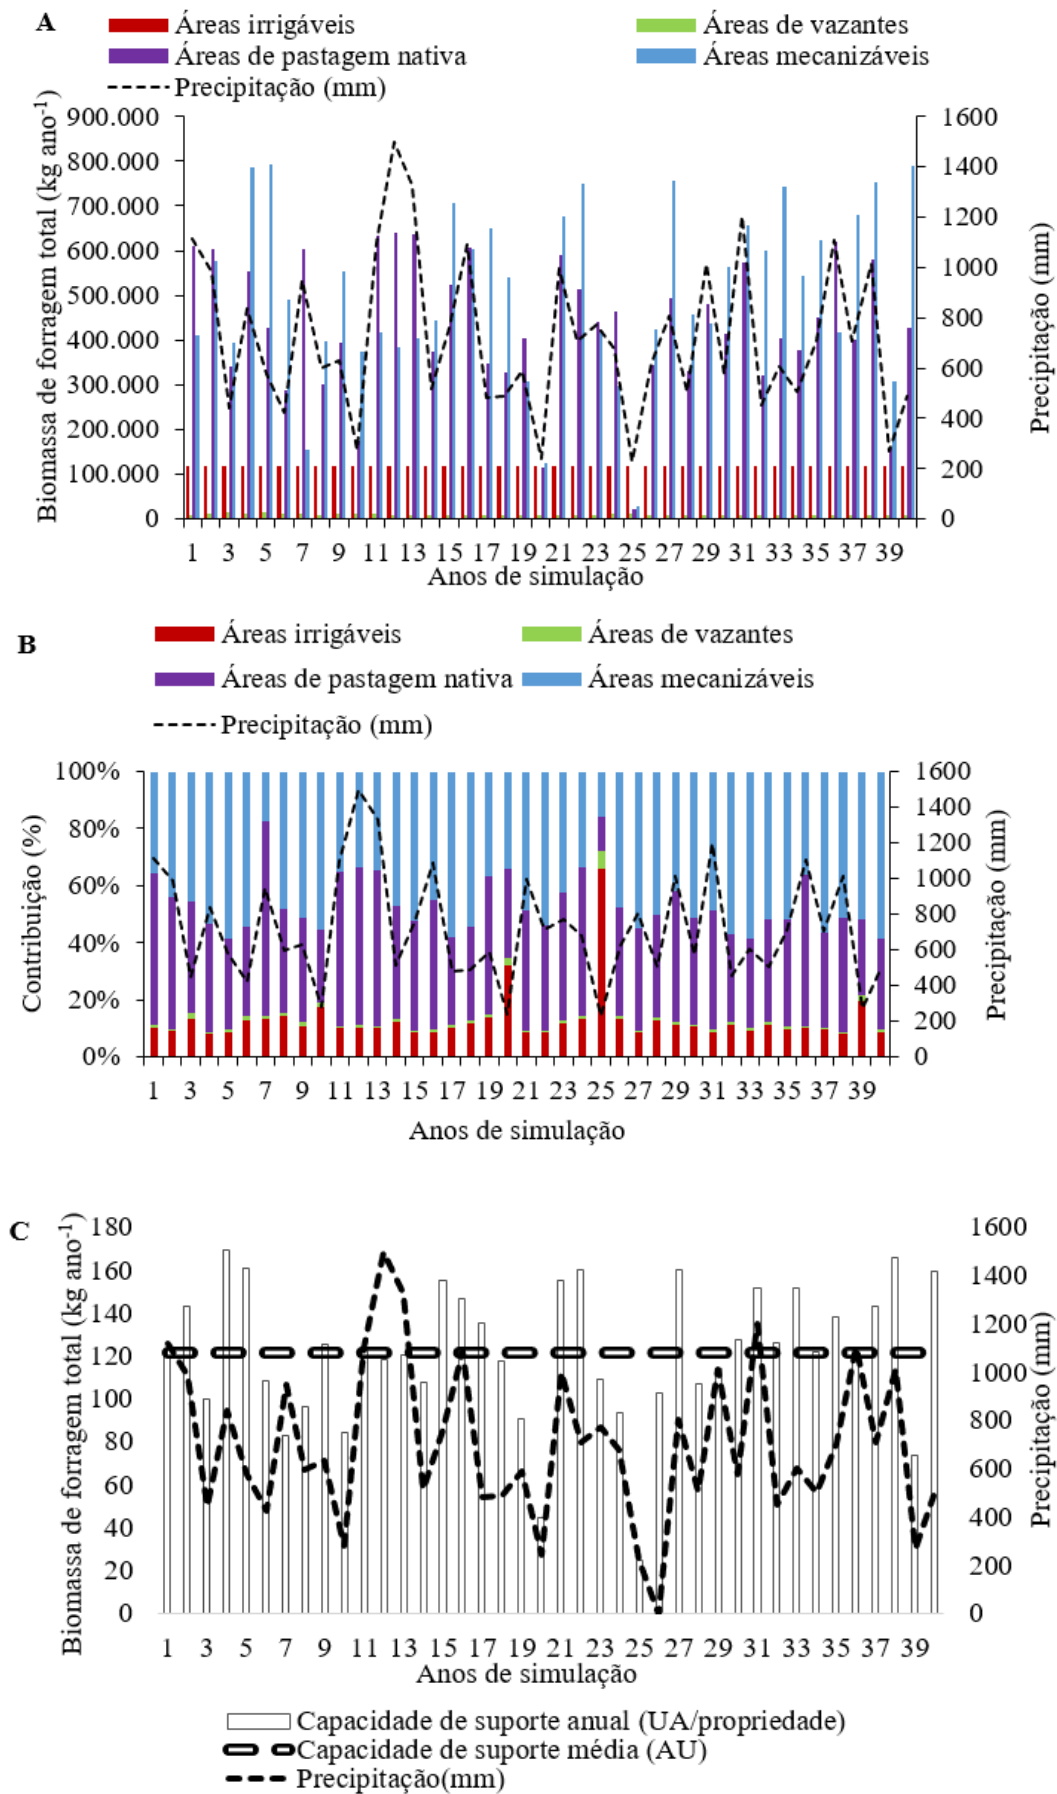 A
Áreas irrigáveis
Áreas de vazantes
Áreas de pastagem nativa
Áreas mecanizáveis
Precipitação (mm)
Biomassa de forragem total (kg ano-1)
900.000
800.000
700.000
600.000
500.000
400.000
300.000
200.000
100.000
0
1600
1400
1200
1000
800
600
400
200
0
Precipitação (mm)
1 3 5 7 9 11 13 15 17 19 21 23 25 27 29 31 33 35 37 39
Anos de simulação
B
Áreas irrigáveis
Áreas de vazantes
Áreas de pastagem nativa
Áreas mecanizáveis
Precipitação (mm)
Contribuição (%)
100%
80%
60%
40%
20%
0%
1600
1400
1200
1000
800
600
400
200
0
Precipitação (mm)
1 3 5 7 9 11 13 15 17 19 21 23 25 27 29 31 33 35 37 39
Anos de simulação
C
Biomassa de forragem total (kg ano-1)
180
160
140
120
100
80
60
40
20
0
1600
1400
1200
1000
800
600
400
200
0
Precipitação (mm)
1 3 5 7 9 11 13 15 17 19 21 23 25 27 29 31 33 35 37 39
Anos de simulação
Capacidade de suporte anual (UA/propriedade)
Capacidade de suporte média (AU)
Precipitação(mm)